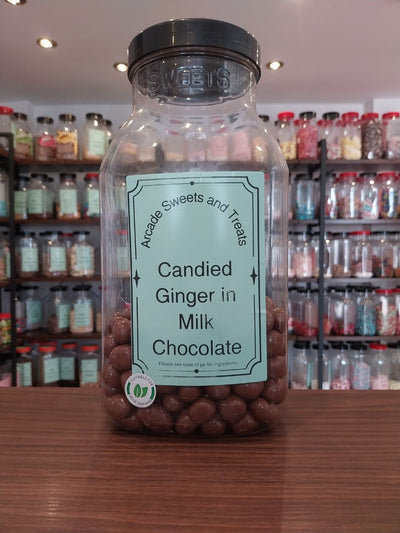 SWEETS
Arcade Sweets and Treats
Candied
Ginger in
Milk
Chocolate
Please see base of jar for ingredients